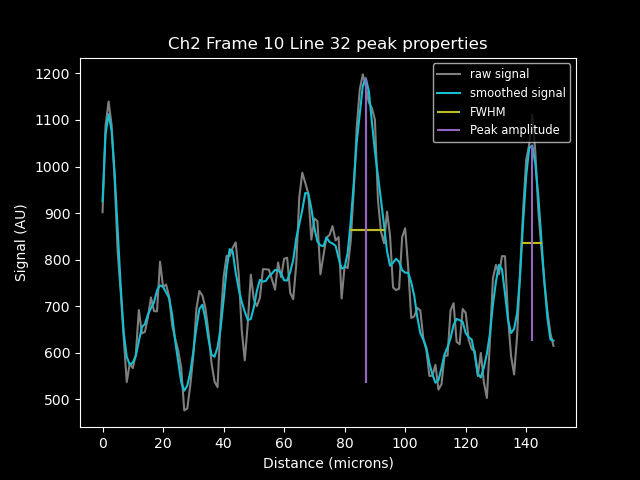 Ch2 Frame 10 Line 32 peak properties
raw signal
smoothed signal
FWHM
Peak amplitude
1200
1100
1000
900
800
700
600
500
Signal (AU)
0 20 40 60 80 100 120 140
Distance (microns)